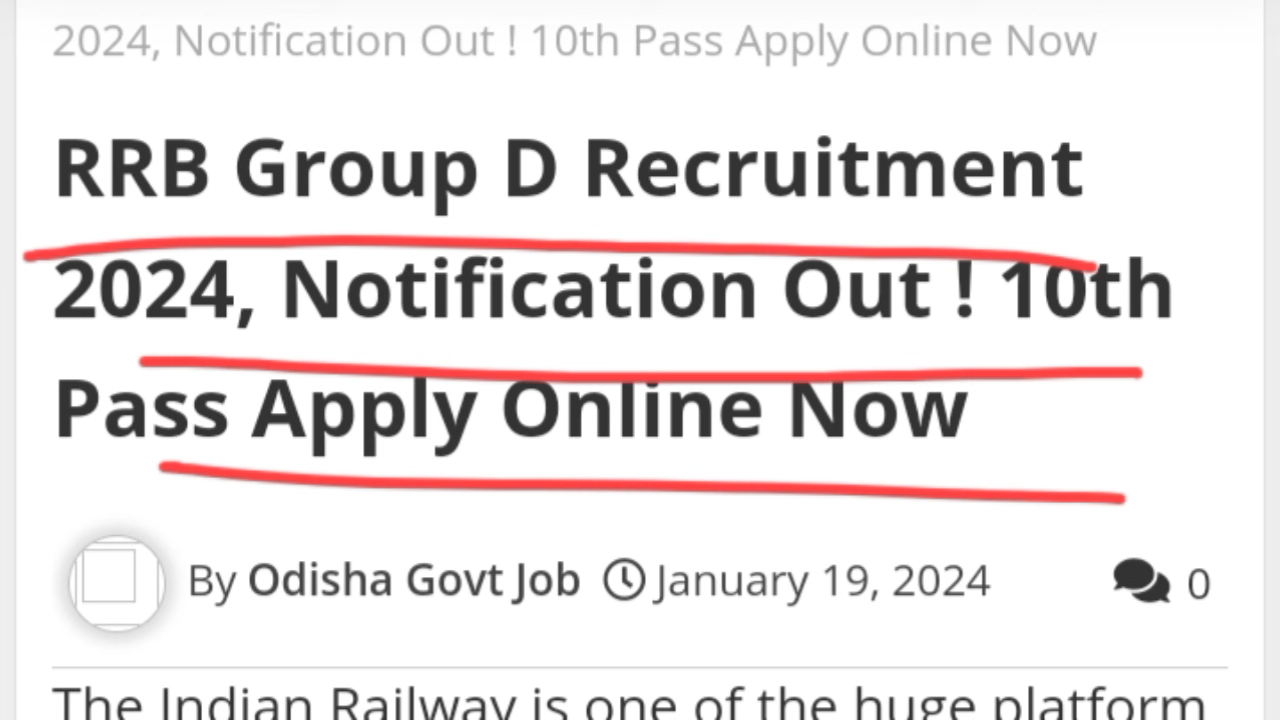 2024, Notification Out ! 10th Pass Apply Online Now
RRB Group D Recruitment
2024, Notification Out ! 10th
Pass Apply Online Now
By Odisha Govt Job January 19, 2024 0
The Indian Railway is one of the huge platform